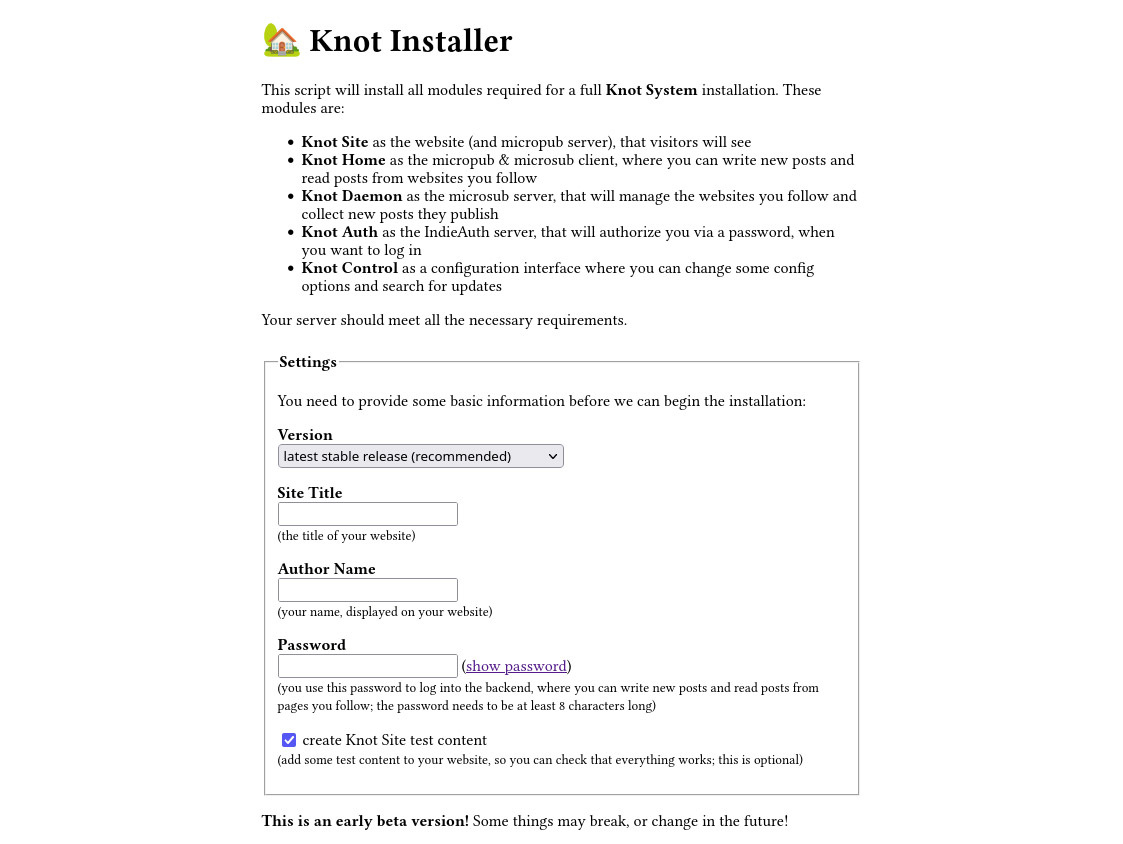 Knot Installer
This script will install all modules required for a full Knot System installation. These
modules are:
• Knot Site as the website (and micropub server), that visitors will see
• Knot Home as the micropub & microsub client, where you can write new posts and
read posts from websites you follow
• Knot Daemon as the microsub server, that will manage the websites you follow and
collect new posts they publish
• Knot Auth as the IndieAuth server, that will authorize you via a password, when
you want to log in
• Knot Control as a configuration interface where you can change some config
options and search for updates
Your server should meet all the necessary requirements.
Settings
You need to provide some basic information before we can begin the installation:
Version
latest stable release (recommended)
Site Title
(the title of your website)
Author Name
(your name, displayed on your website)
Password
(show password)
(you use this password to log into the backend, where you can write new posts and read posts from
pages you follow; the password needs to be at least 8 characters long)
create Knot Site test content
(add some test content to your website, so you can check that everything works; this is optional)
This is an early beta version! Some things may break, or change in the future!